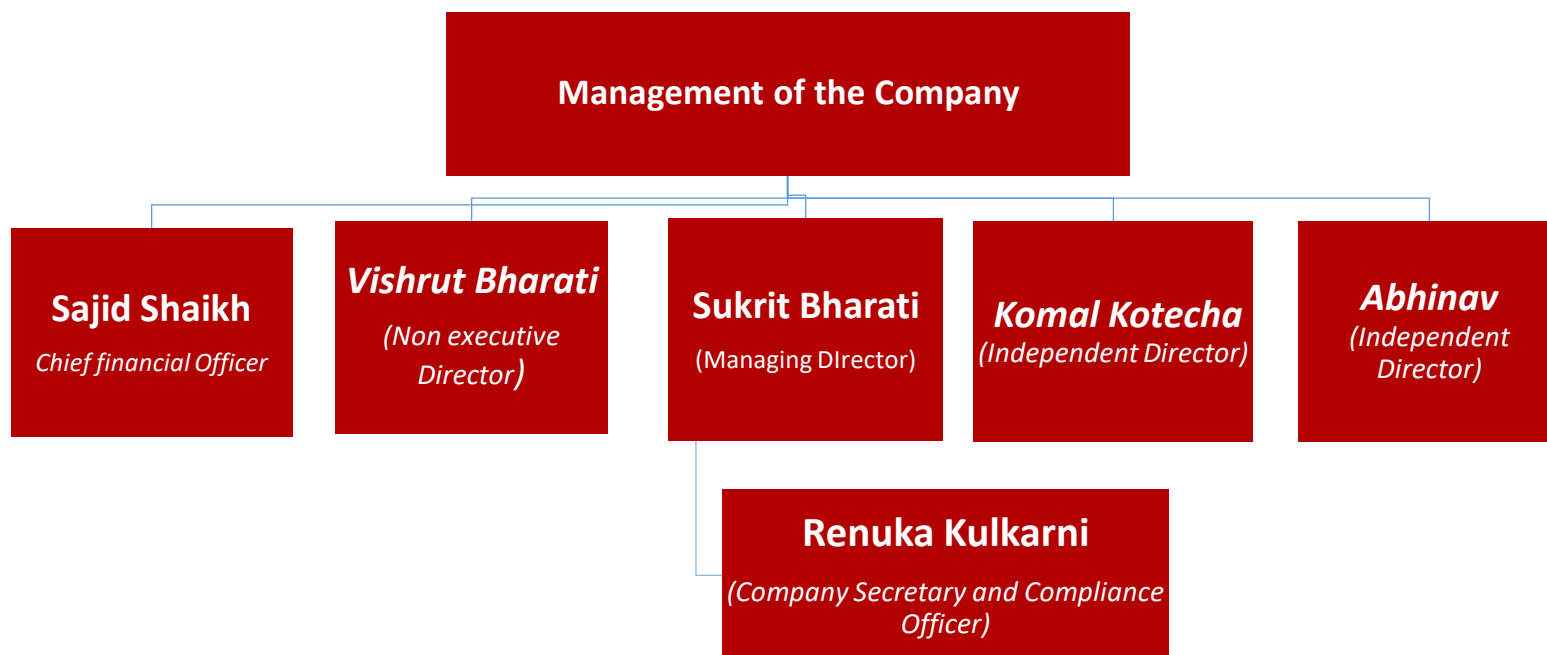 Management of the Company
Sajid Shaikh
Chief financial Officer
Vishrut Bharati
(Non executive
Director)
Sukrit Bharati
(Managing DIrector)
Komal Kotecha
(Independent Director)
Abhinav
(Independent
Director)
Renuka Kulkarni
(Company Secretary and Compliance
Officer)